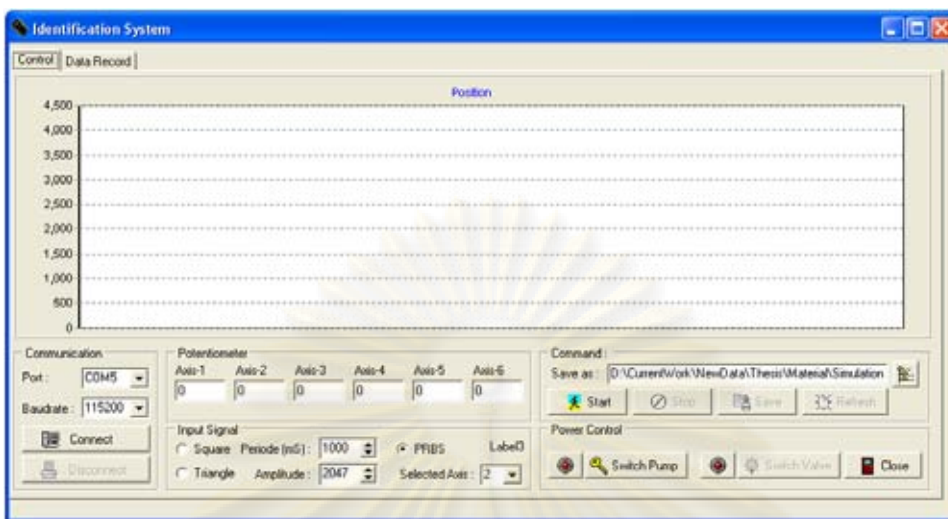 Identification System
Control Data Record
Position
4,500
4,000
3,500
3,000
2,500
2,000
1,500
1,000
500
0
Communication
Port : COM5
Baudrate : 115200
Connect
Disconnect
Potentiometer
Axis-1 Axis-2 Axis-3 Axis-4 Axis-5 Axis-6
0 0 0 0 0 0
Input Signal
Square Periode (mS) : 1000 PRBS Label3
Triangle Amplitude : 2047 Selected Axis : 2
Command :
Save as : D:\CurrentWork\NewData\Thesis\Material\Simulation
Start Stop Save Refresh
Power Control
Switch Pump Switch Valve Close